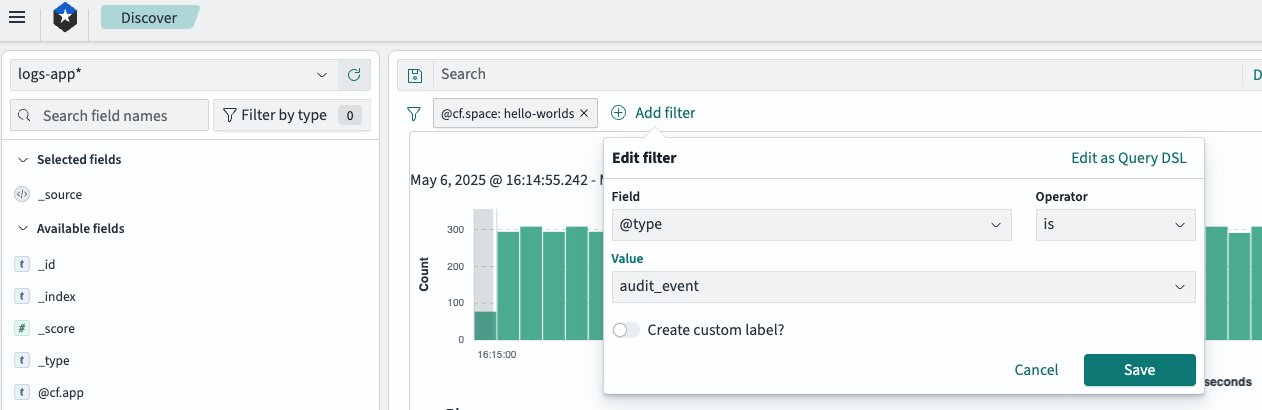 Discover
logs-app*
Search
D
Search field names
Filter by type 0
@cf.space: hello-worlds ×
Add filter
Selected fields
_source
Available fields
t _id
t _index
# _score
t _type
t @cf.app
May 6, 2025 @ 16:14:55.242 -
Count
300
200
100
0
16:15:00
seconds
Edit filter
Edit as Query DSL
Field
Operator
@type
is
Value
audit_event
Create custom label?
Cancel
Save